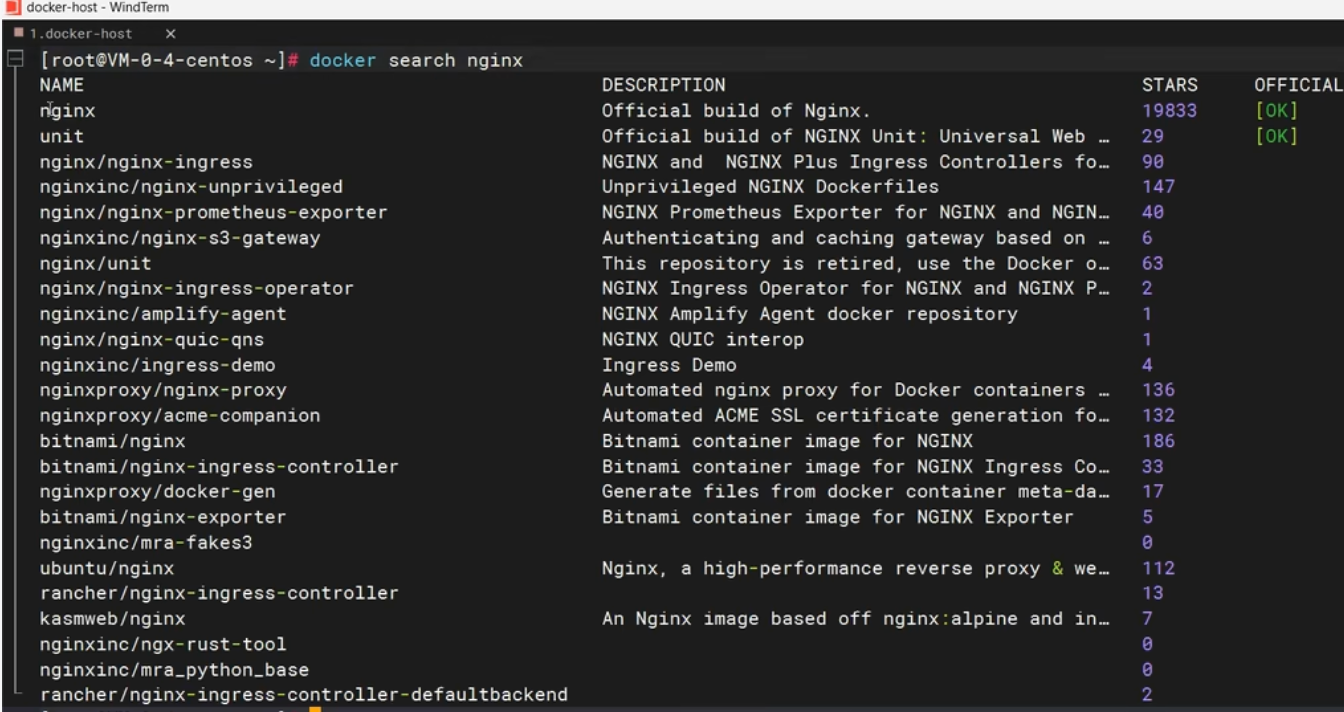 docker-host - WindTerm
1.docker-host ×
[root@VM-0-4-centos ~]# docker search nginx
NAME DESCRIPTION STARS OFFICIAL
nginx Official build of Nginx. 19833 [OK]
unit Official build of NGINX Unit: Universal Web … 29 [OK]
nginx/nginx-ingress NGINX and  NGINX Plus Ingress Controllers fo… 90
nginxinc/nginx-unprivileged Unprivileged NGINX Dockerfiles 147
nginx/nginx-prometheus-exporter NGINX Prometheus Exporter for NGINX and NGIN… 40
nginxinc/nginx-s3-gateway Authenticating and caching gateway based on … 6
nginx/unit This repository is retired, use the Docker o… 63
nginx/nginx-ingress-operator NGINX Ingress Operator for NGINX and NGINX P… 2
nginxinc/amplify-agent NGINX Amplify Agent docker repository 1
nginx/nginx-quic-qns NGINX QUIC interop 1
nginxinc/ingress-demo Ingress Demo 4
nginxproxy/nginx-proxy Automated nginx proxy for Docker containers … 136
nginxproxy/acme-companion Automated ACME SSL certificate generation fo… 132
bitnami/nginx Bitnami container image for NGINX 186
bitnami/nginx-ingress-controller Bitnami container image for NGINX Ingress Co… 33
nginxproxy/docker-gen Generate files from docker container meta-da… 17
bitnami/nginx-exporter Bitnami container image for NGINX Exporter 5
nginxinc/mra-fakes3 0
ubuntu/nginx Nginx, a high-performance reverse proxy & we… 112
rancher/nginx-ingress-controller 13
kasmweb/nginx An Nginx image based off nginx:alpine and in… 7
nginxinc/ngx-rust-tool 0
nginxinc/mra_python_base 0
rancher/nginx-ingress-controller-defaultbackend 2